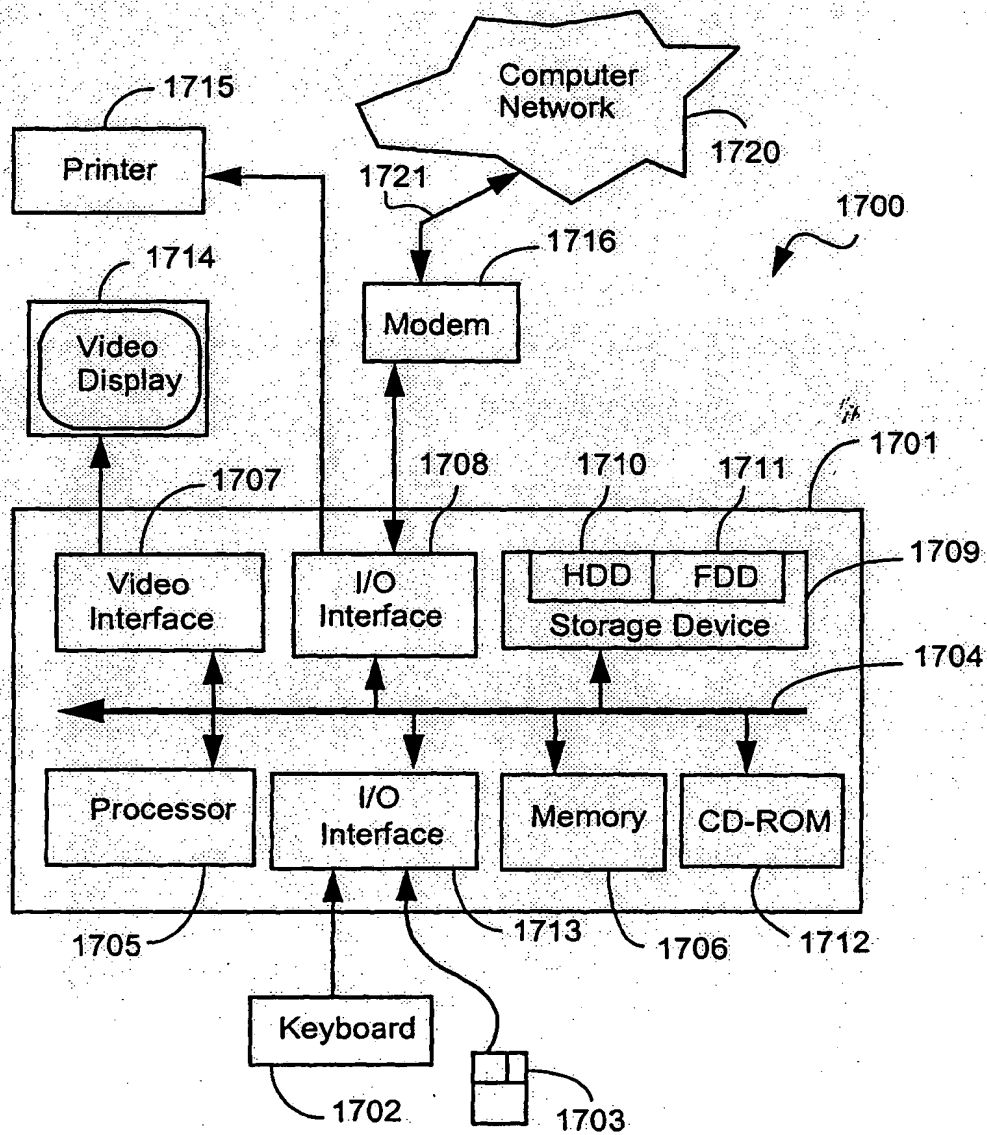 1715
Printer
Computer
Network
1720
1721
1700
1714
1716
Video
Display
Modem
1701
1707
1708
1710
1711
1709
Video
Interface
I/O
Interface
HDD
FDD
Storage Device
1704
Processor
I/O
Interface
Memory
CD-ROM
1705
1713
1706
1712
Keyboard
1702
1703